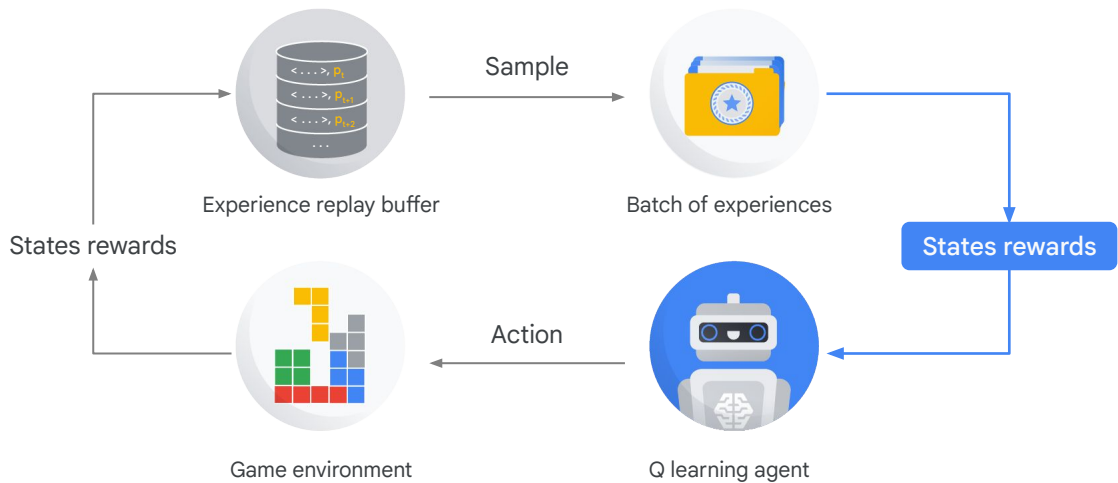 < . . . >, pt
< . . . >, pt+1
< . . . >, pt+2
. . .
Sample
Experience replay buffer
Batch of experiences
States rewards
States rewards
Action
Game environment
Q learning agent